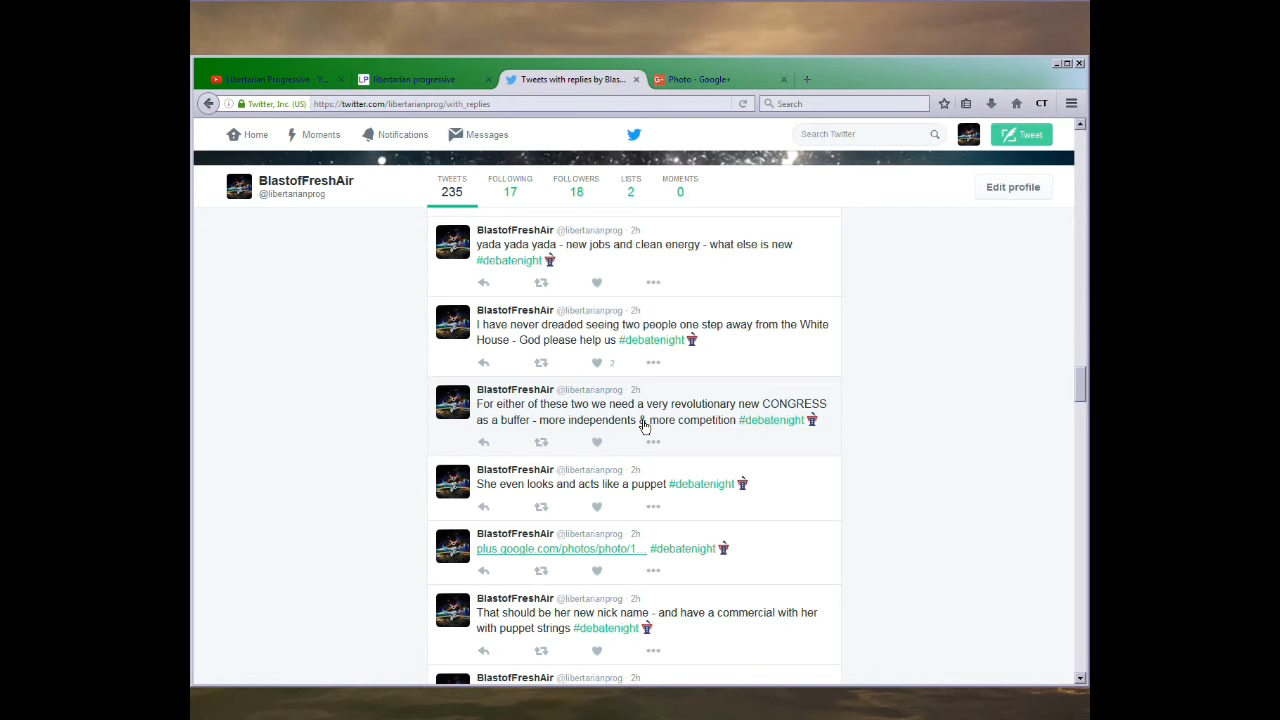 Libertarian Progressive - Y...
LP libertarian progressive
Tweets with replies by Blas...
G+ Photo - Google+
Twitter, Inc. (US)
https://twitter.com/libertarianprog/with_replies
Search
CT
Home
Moments
Notifications
Messages
Search Twitter
Tweet
BlastofFreshAir
@libertarianprog
TWEETS
235
FOLLOWING
17
FOLLOWERS
18
LISTS
2
MOMENTS
0
Edit profile
BlastofFreshAir @libertarianprog · 2h
yada yada yada - new jobs and clean energy - what else is new
#debatenight
BlastofFreshAir @libertarianprog · 2h
I have never dreaded seeing two people one step away from the White
House - God please help us #debatenight
2
BlastofFreshAir @libertarianprog · 2h
For either of these two we need a very revolutionary new CONGRESS
as a buffer - more independents & more competition #debatenight
BlastofFreshAir @libertarianprog · 2h
She even looks and acts like a puppet #debatenight
BlastofFreshAir @libertarianprog · 2h
plus.google.com/photos/photo/1... #debatenight
BlastofFreshAir @libertarianprog · 2h
That should be her new nick name - and have a commercial with her
with puppet strings #debatenight
BlastofFreshAir @libertarianprog · 2h